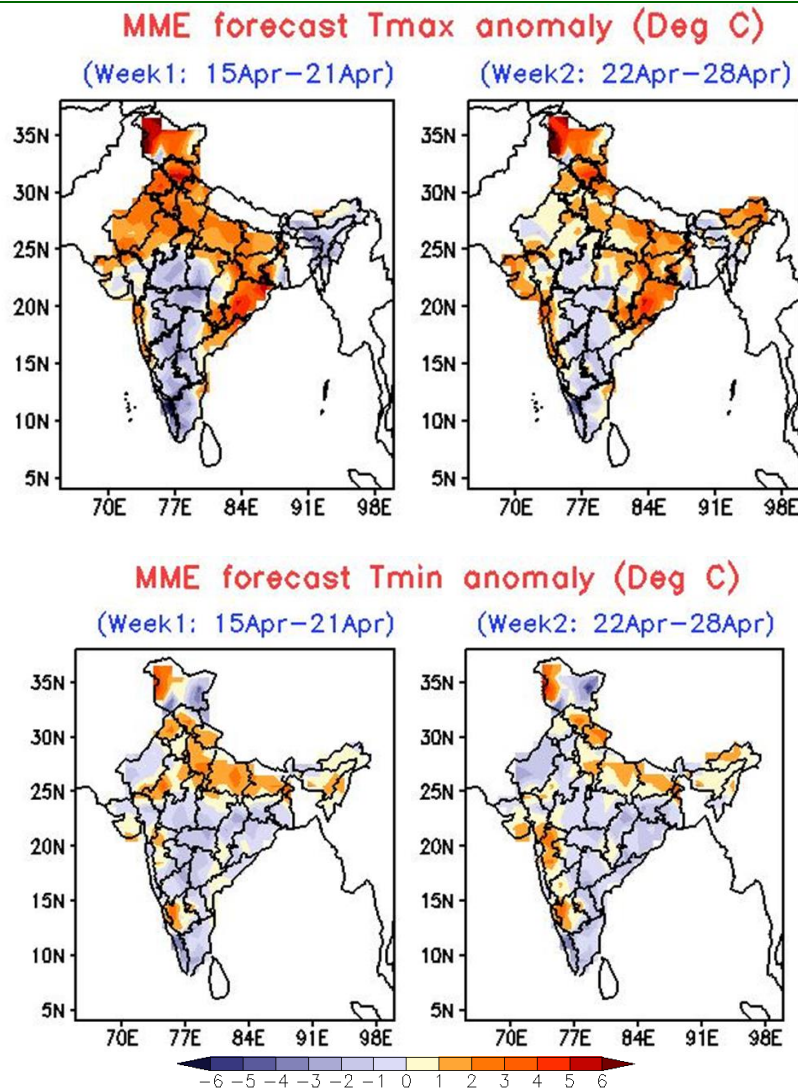 MME forecast Tmax anomaly (Deg C)
(Week1: 15Apr−21Apr) (Week2: 22Apr−28Apr)
35N 35N
30N 30N
25N 25N
20N 20N
15N 15N
10N 10N
5N 5N
70E 77E 84E 91E 98E 70E 77E 84E 91E 98E
MME forecast Tmin anomaly (Deg C)
(Week1: 15Apr−21Apr) (Week2: 22Apr−28Apr)
35N 35N
30N 30N
25N 25N
20N 20N
15N 15N
10N 10N
5N 5N
70E 77E 84E 91E 98E 70E 77E 84E 91E 98E
−6 −5 −4 −3 −2 −1 0 1 2 3 4 5 6